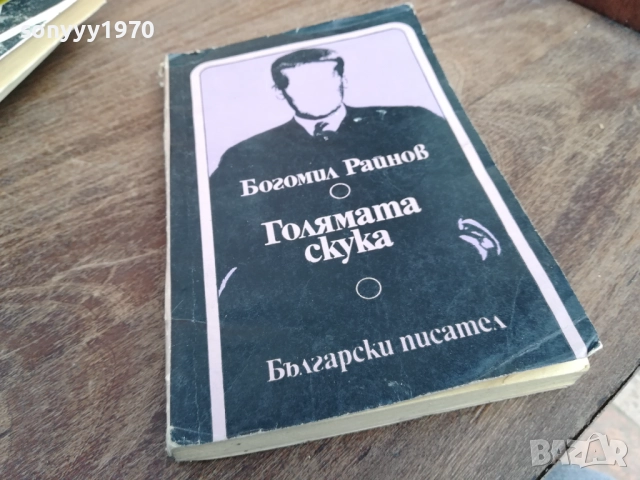 sonyyy1970
Богомил Райнов
Голямата
скука
Български писател
BAZAR